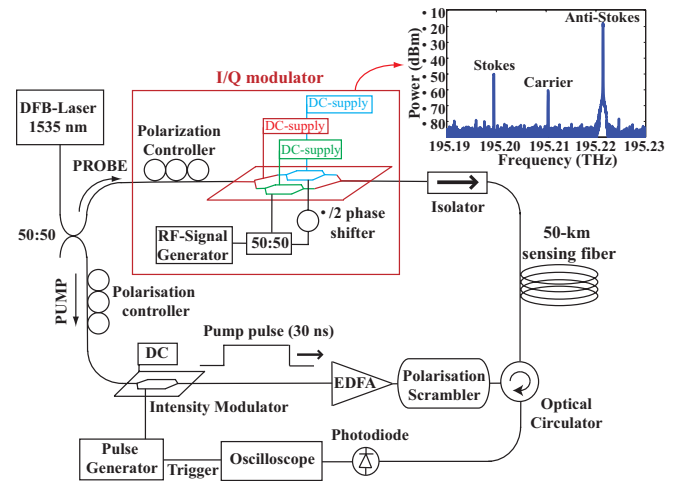 DFB-Laser
1535 nm
50:50
PROBE
PUMP
I/Q modulator
Polarization
Controller
DC-supply
DC-supply
DC-supply
RF-Signal
Generator
50:50
•/2 phase
shifter
Power (dBm)
• 10
• 20
• 30
• 40
• 50
• 60
• 70
• 80
Stokes
Carrier
Anti-Stokes
195.19 195.20 195.21 195.22 195.23
Frequency (THz)
Isolator
50-km
sensing fiber
Polarisation
controller
Pump pulse (30 ns)
DC
Intensity Modulator
EDFA
Polarisation
Scrambler
Optical
Circulator
Pulse
Generator
Trigger
Oscilloscope
Photodiode